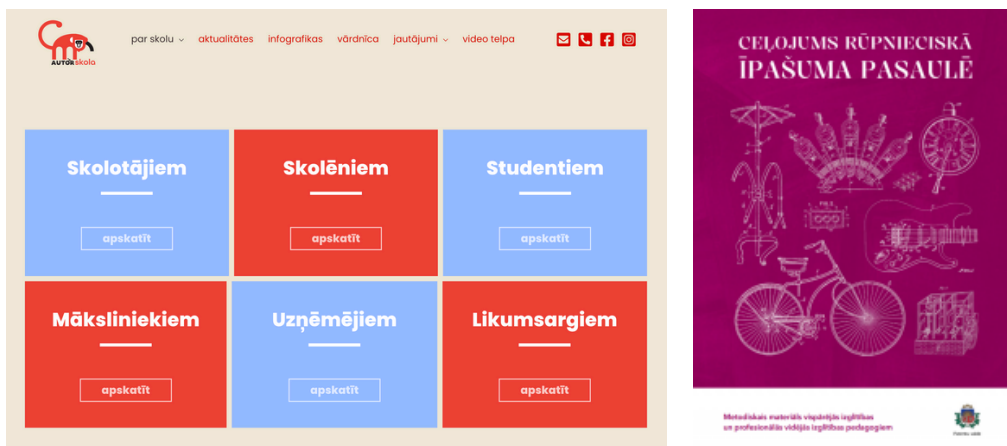 AUTORskola
par skolu
aktualitātes
infografikas
vārdnīca
jautājumi
video telpa
Skolotājiem
apskatīt
Skolēniem
apskatīt
Studentiem
apskatīt
Māksliniekiem
apskatīt
Uzņēmējiem
apskatīt
Likumsargiem
apskatīt
CEĻOJUMS RŪPNIECISKĀ
ĪPAŠUMA PASAULĒ
Metodiskais materiāls vispārējās izglītības
un profesionālās vidējās izglītības pedagogiem